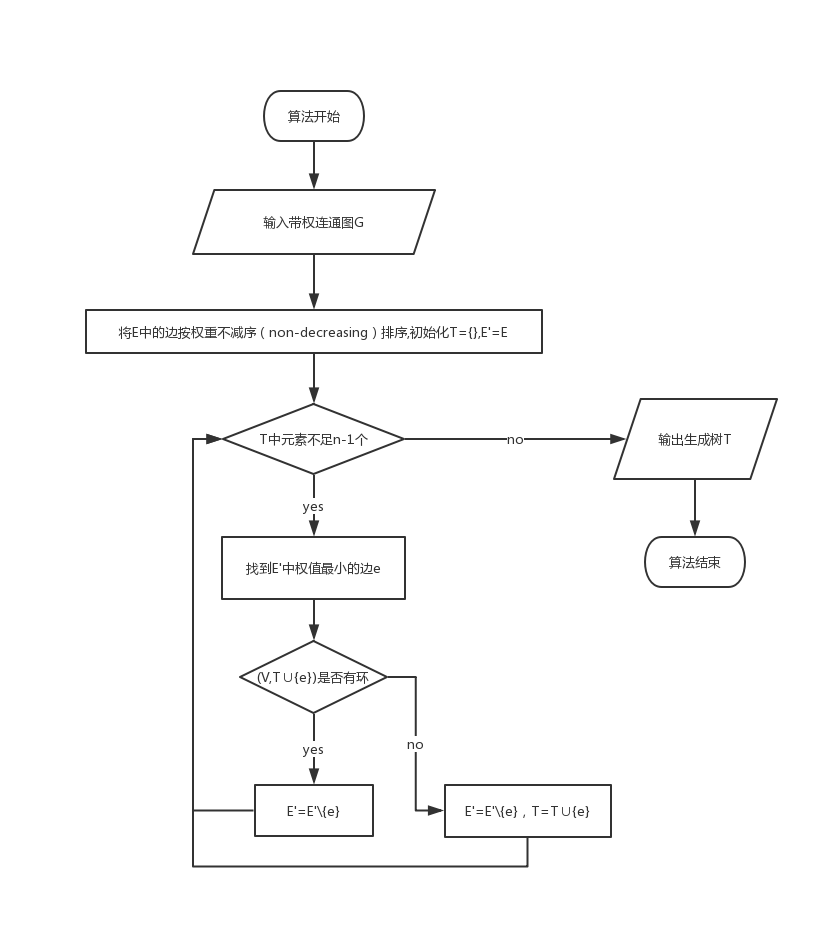 算法开始
输入带权连通图G
将E中的边按权重不减序（non-decreasing）排序,初始化T={},E'=E
T中元素不足n-1个
no
输出生成树T
yes
找到E'中权值最小的边e
算法结束
(V,T∪{e})是否有环
yes
no
E'=E'\{e}
E'=E'\{e}，T=T∪{e}